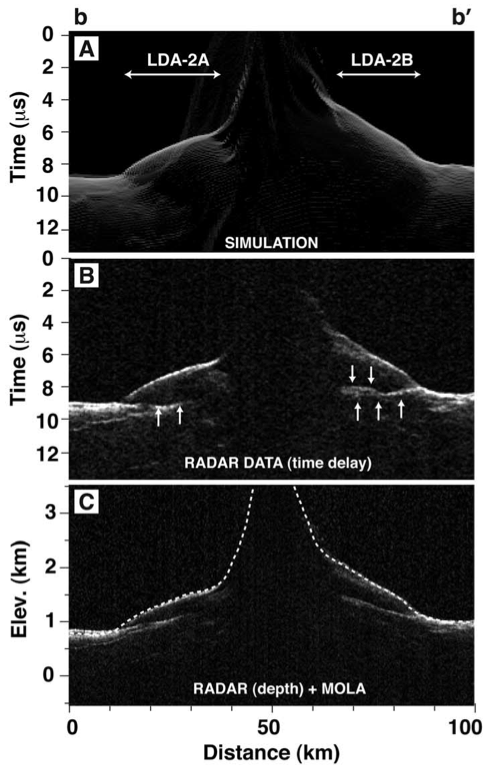 b b′
0
A
LDA-2A LDA-2B
2
4
6
8
10
12
Time (μs)
SIMULATION
0
B
2
4
6
8
10
12
Time (μs)
RADAR DATA (time delay)
C
3
2
1
0
Elev. (km)
RADAR (depth) + MOLA
0 50 100
Distance (km)